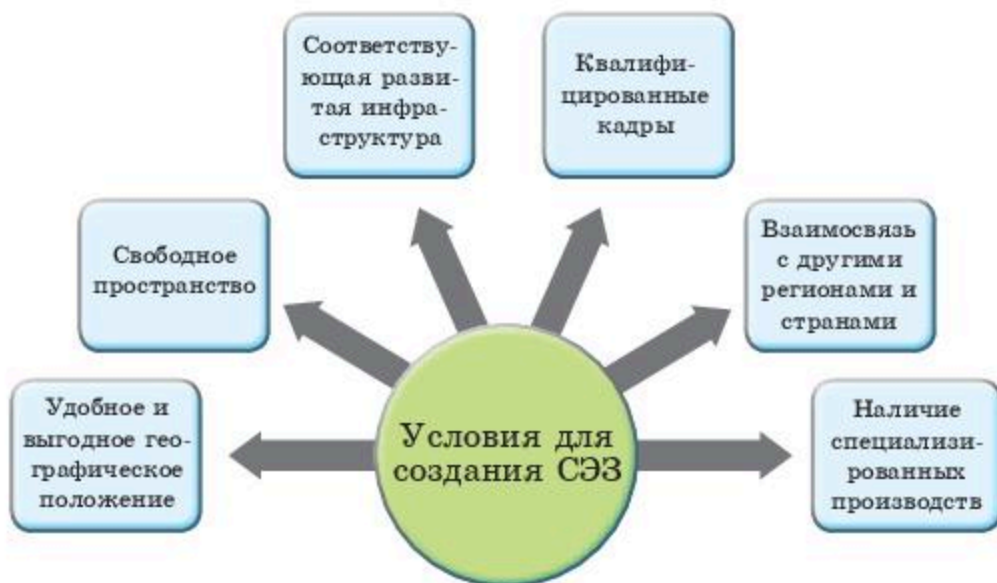 Соответству-
ющая разви-
тая инфра-
структура
Квалифи-
цированные
кадры
Свободное
пространство
Взаимосвязь
с другими
регионами и
странами
Удобное и
выгодное гео-
графическое
положение
Условия для
создания СЭЗ
Наличие
специализи-
рованных
производств